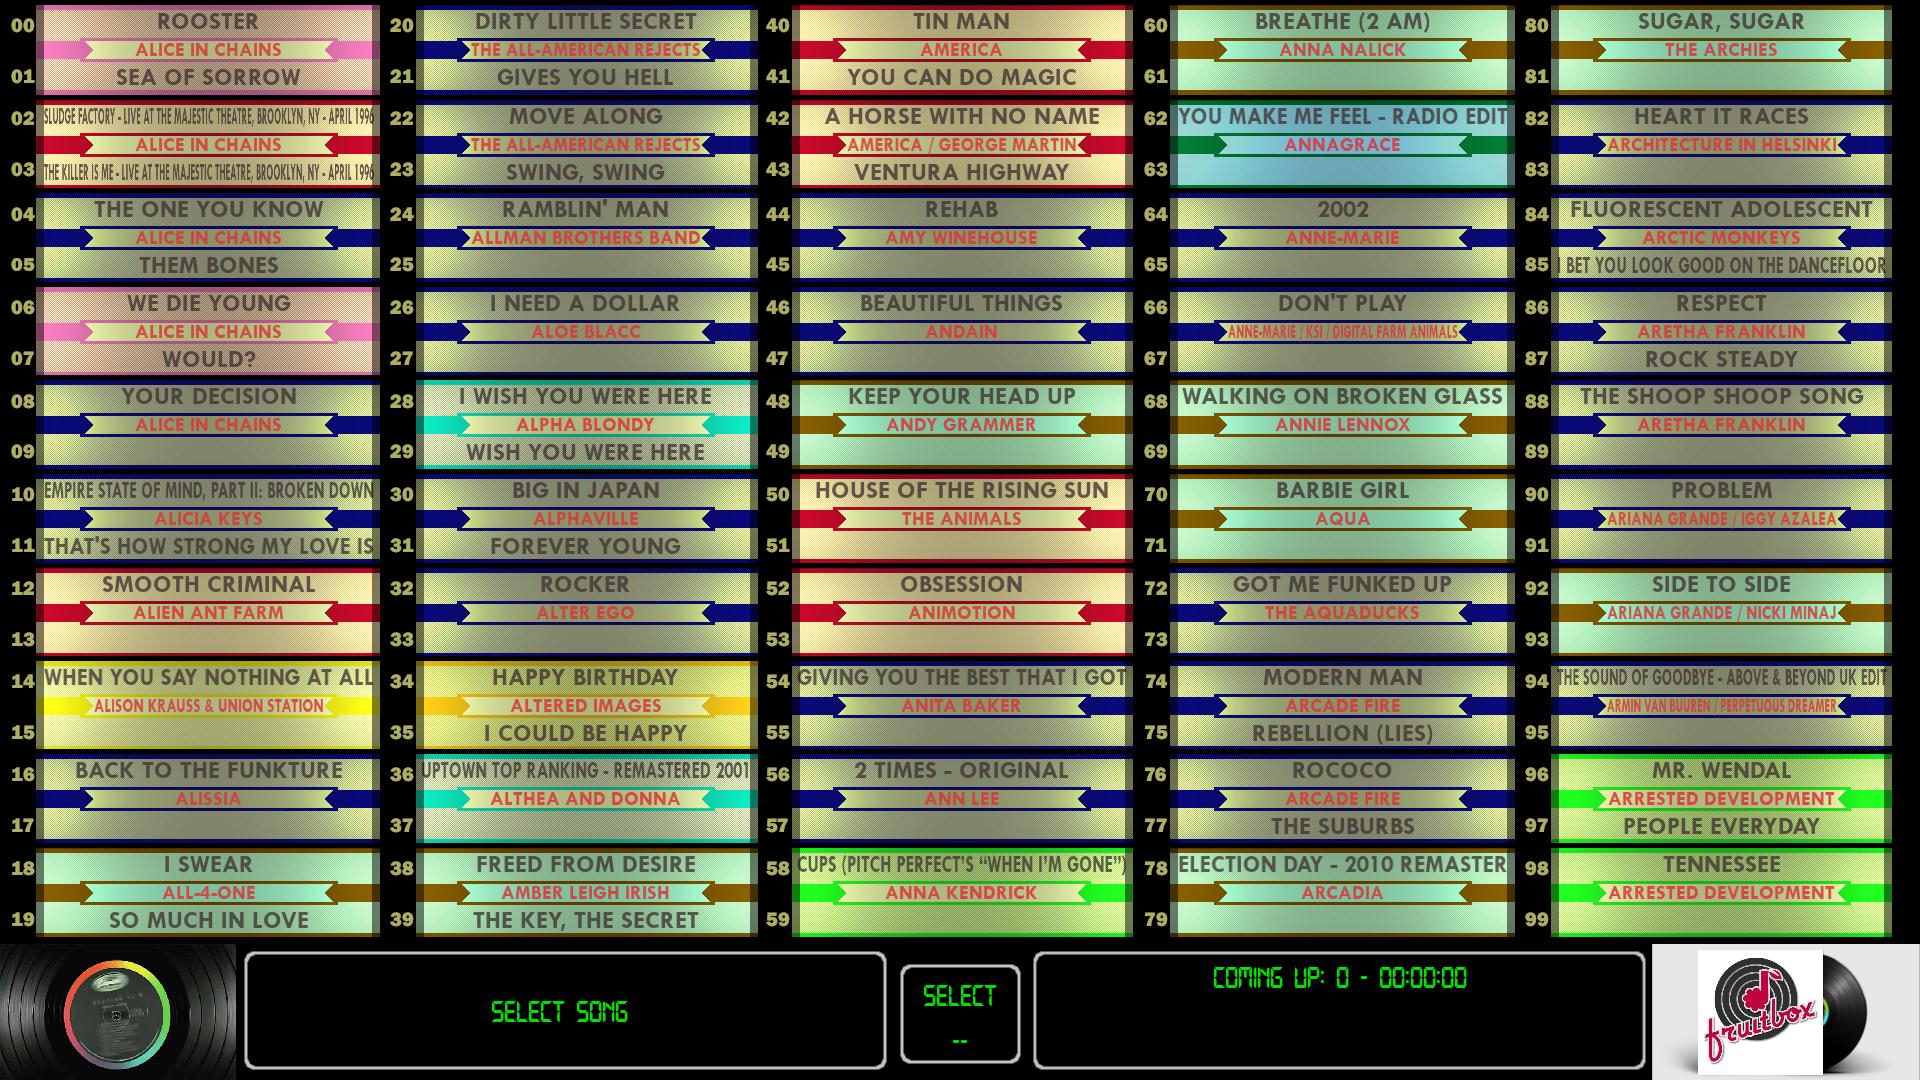 00 ROOSTER
ALICE IN CHAINS
01 SEA OF SORROW
02 SLUDGE FACTORY - LIVE AT THE MAJESTIC THEATRE, BROOKLYN, NY - APRIL 1996
ALICE IN CHAINS
03 THE KILLER IS ME - LIVE AT THE MAJESTIC THEATRE, BROOKLYN, NY - APRIL 1996
04 THE ONE YOU KNOW
ALICE IN CHAINS
05 THEM BONES
06 WE DIE YOUNG
ALICE IN CHAINS
07 WOULD?
08 YOUR DECISION
ALICE IN CHAINS
09
10 EMPIRE STATE OF MIND, PART II: BROKEN DOWN
ALICIA KEYS
11 THAT'S HOW STRONG MY LOVE IS
12 SMOOTH CRIMINAL
ALIEN ANT FARM
13
14 WHEN YOU SAY NOTHING AT ALL
ALISON KRAUSS & UNION STATION
15
16 BACK TO THE FUNKTURE
ALISSIA
17
18 I SWEAR
ALL-4-ONE
19 SO MUCH IN LOVE
20 DIRTY LITTLE SECRET
THE ALL-AMERICAN REJECTS
21 GIVES YOU HELL
22 MOVE ALONG
THE ALL-AMERICAN REJECTS
23 SWING, SWING
24 RAMBLIN' MAN
ALLMAN BROTHERS BAND
25
26 I NEED A DOLLAR
ALOE BLACC
27
28 I WISH YOU WERE HERE
ALPHA BLONDY
29 WISH YOU WERE HERE
30 BIG IN JAPAN
ALPHAVILLE
31 FOREVER YOUNG
32 ROCKER
ALTER EGO
33
34 HAPPY BIRTHDAY
ALTERED IMAGES
35 I COULD BE HAPPY
36 UPTOWN TOP RANKING - REMASTERED 2001
ALTHEA AND DONNA
37
38 FREED FROM DESIRE
AMBER LEIGH IRISH
39 THE KEY, THE SECRET
40 TIN MAN
AMERICA
41 YOU CAN DO MAGIC
42 A HORSE WITH NO NAME
AMERICA / GEORGE MARTIN
43 VENTURA HIGHWAY
44 REHAB
AMY WINEHOUSE
45
46 BEAUTIFUL THINGS
ANDAIN
47
48 KEEP YOUR HEAD UP
ANDY GRAMMER
49
50 HOUSE OF THE RISING SUN
THE ANIMALS
51
52 OBSESSION
ANIMOTION
53
54 GIVING YOU THE BEST THAT I GOT
ANITA BAKER
55
56 2 TIMES - ORIGINAL
ANN LEE
57
58 CUPS (PITCH PERFECT'S “WHEN I'M GONE”)
ANNA KENDRICK
59
60 BREATHE (2 AM)
ANNA NALICK
61
62 YOU MAKE ME FEEL - RADIO EDIT
ANNAGRACE
63
64 2002
ANNE-MARIE
65
66 DON'T PLAY
ANNE-MARIE / KSI / DIGITAL FARM ANIMALS
67
68 WALKING ON BROKEN GLASS
ANNIE LENNOX
69
70 BARBIE GIRL
AQUA
71
72 GOT ME FUNKED UP
THE AQUADUCKS
73
74 MODERN MAN
ARCADE FIRE
75 REBELLION (LIES)
76 ROCOCO
ARCADE FIRE
77 THE SUBURBS
78 ELECTION DAY - 2010 REMASTER
ARCADIA
79
80 SUGAR, SUGAR
THE ARCHIES
81
82 HEART IT RACES
ARCHITECTURE IN HELSINKI
83
84 FLUORESCENT ADOLESCENT
ARCTIC MONKEYS
85 I BET YOU LOOK GOOD ON THE DANCEFLOOR
86 RESPECT
ARETHA FRANKLIN
87 ROCK STEADY
88 THE SHOOP SHOOP SONG
ARETHA FRANKLIN
89
90 PROBLEM
ARIANA GRANDE / IGGY AZALEA
91
92 SIDE TO SIDE
ARIANA GRANDE / NICKI MINAJ
93
94 THE SOUND OF GOODBYE - ABOVE & BEYOND UK EDIT
ARMIN VAN BUUREN / PERPETUOUS DREAMER
95
96 MR. WENDAL
ARRESTED DEVELOPMENT
97 PEOPLE EVERYDAY
98 TENNESSEE
ARRESTED DEVELOPMENT
99
SELECT SONG
SELECT
--
COMING UP: 0 - 00:00:00
fruitbox